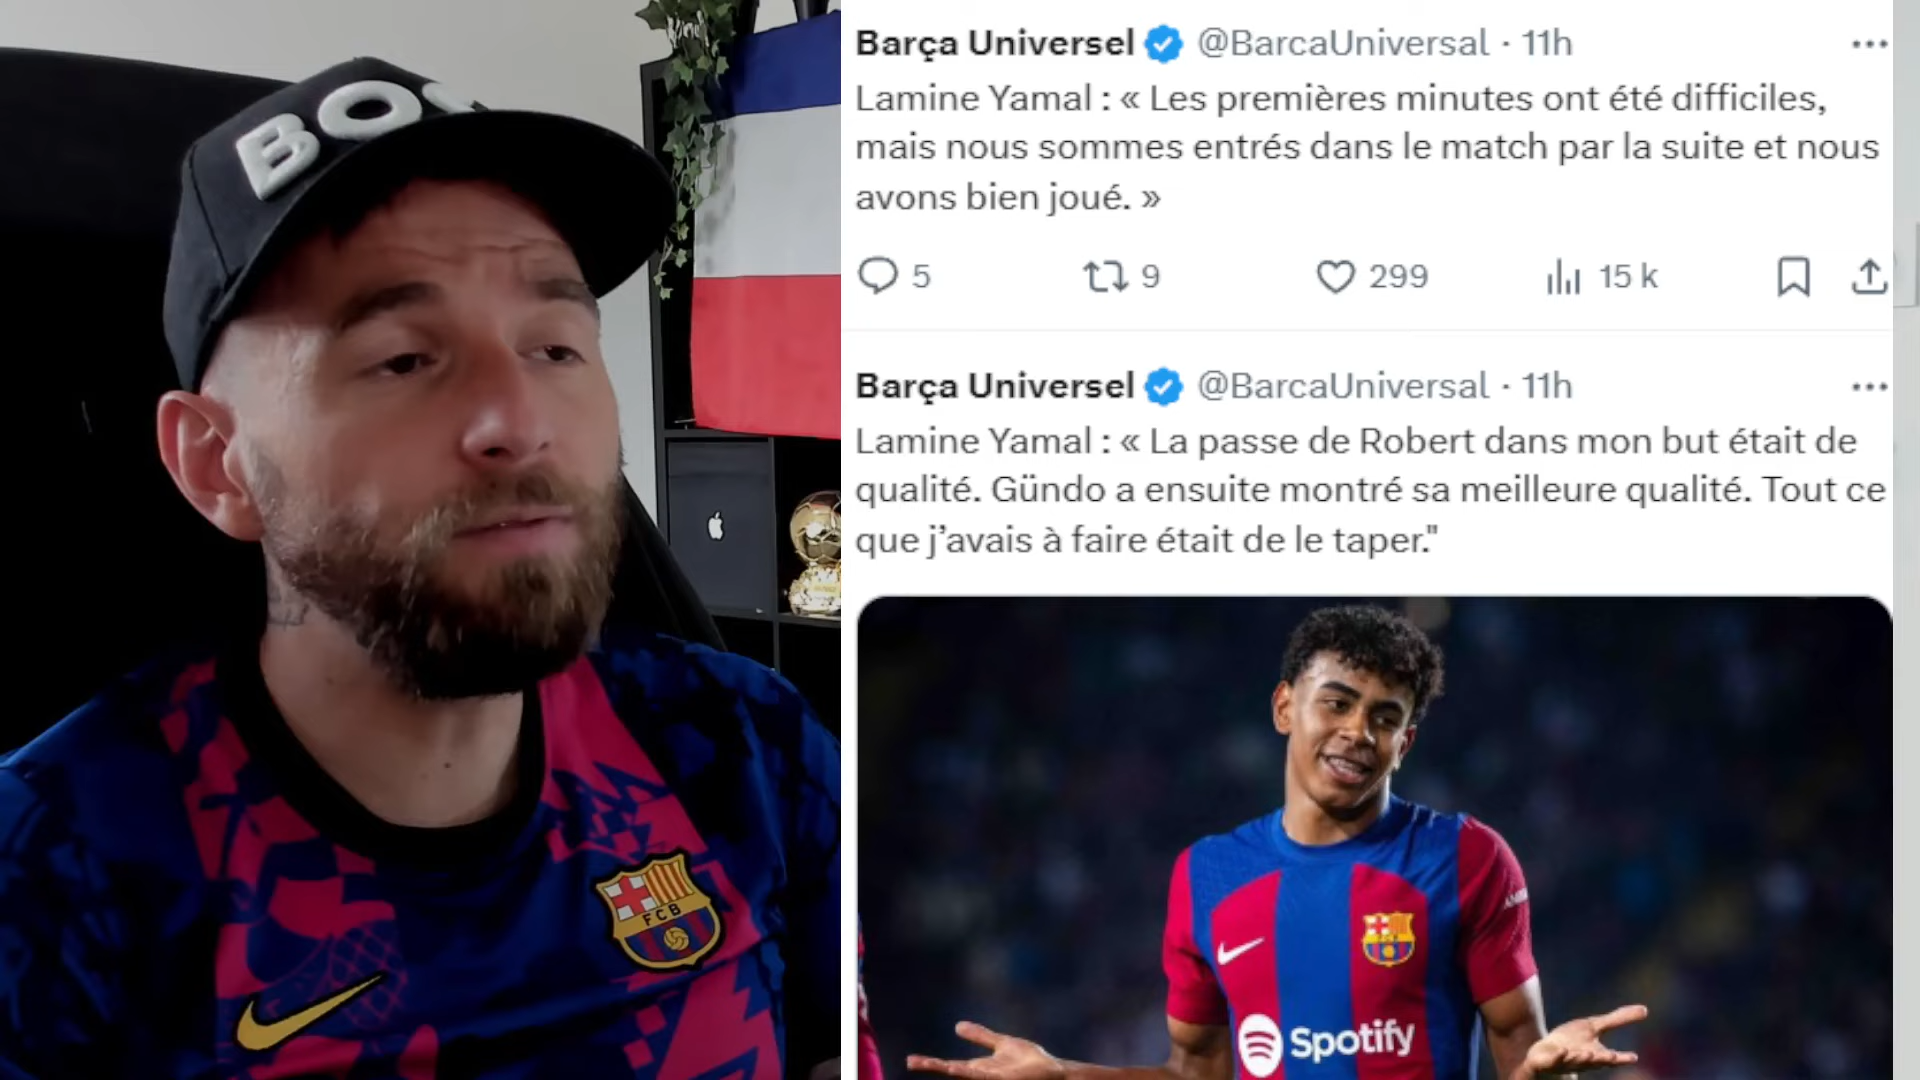 BO
Barça Universel @BarcaUniversal · 11h
Lamine Yamal : « Les premières minutes ont été difficiles,
mais nous sommes entrés dans le match par la suite et nous
avons bien joué. »
5 9 299 15 k
Barça Universel @BarcaUniversal · 11h
Lamine Yamal : « La passe de Robert dans mon but était de
qualité. Gündo a ensuite montré sa meilleure qualité. Tout ce
que j’avais à faire était de le taper."
FCB
FCB
Spotify